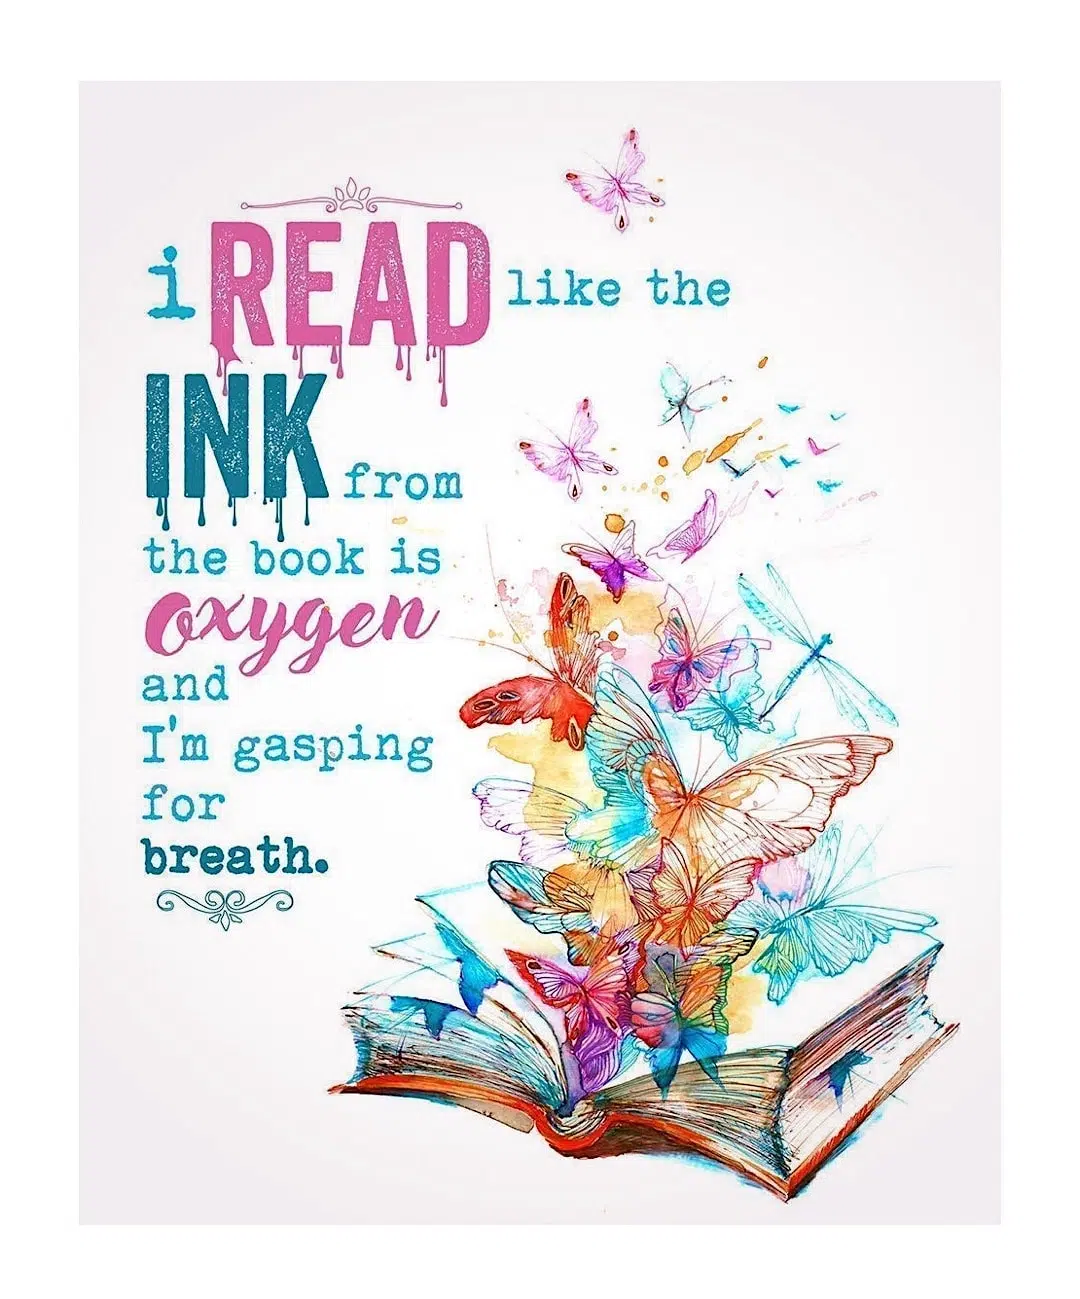 i READ like the
INK from
the book is
oxygen
and
I'm gasping
for
breath.